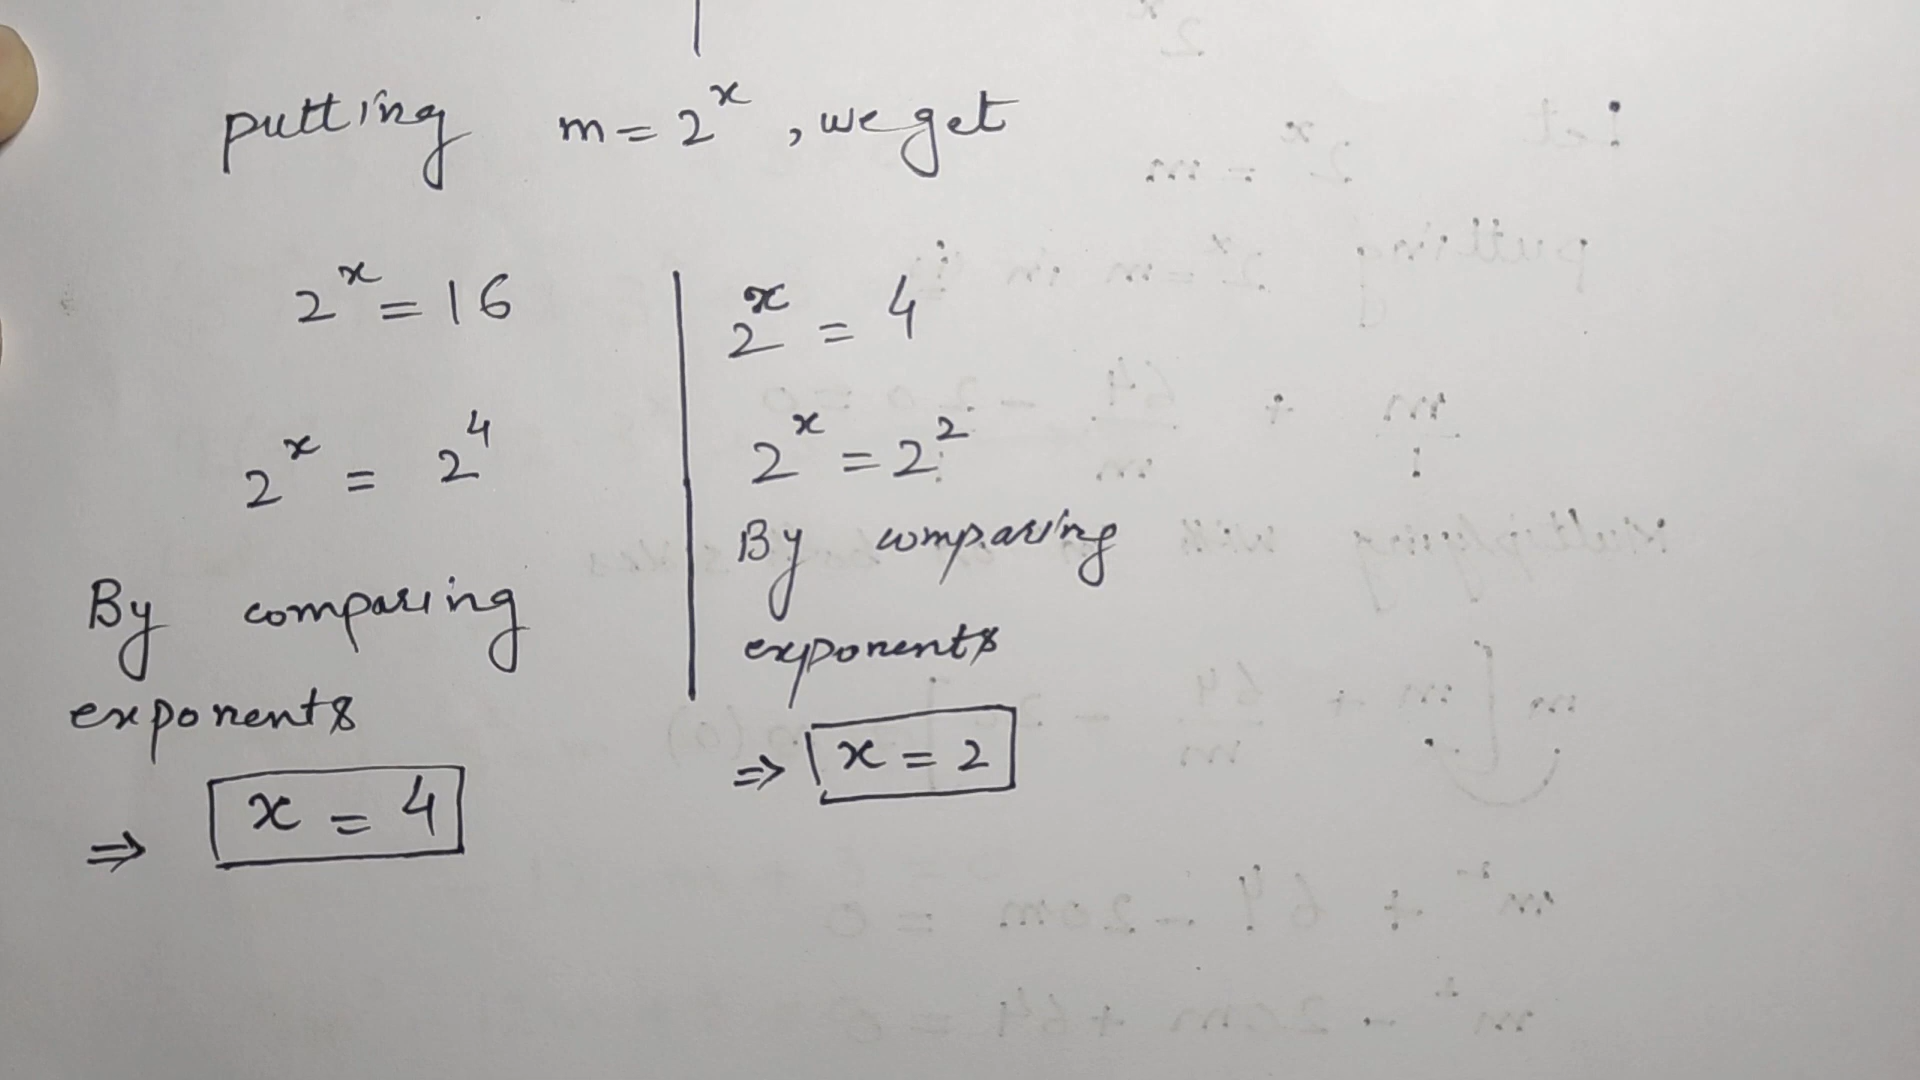 putting m = 2^x , we get
2^x = 16
2^x = 2^4
By comparing
exponents
⇒ x = 4
2^x = 4
2^x = 2^2
By comparing
exponents
⇒ x = 2